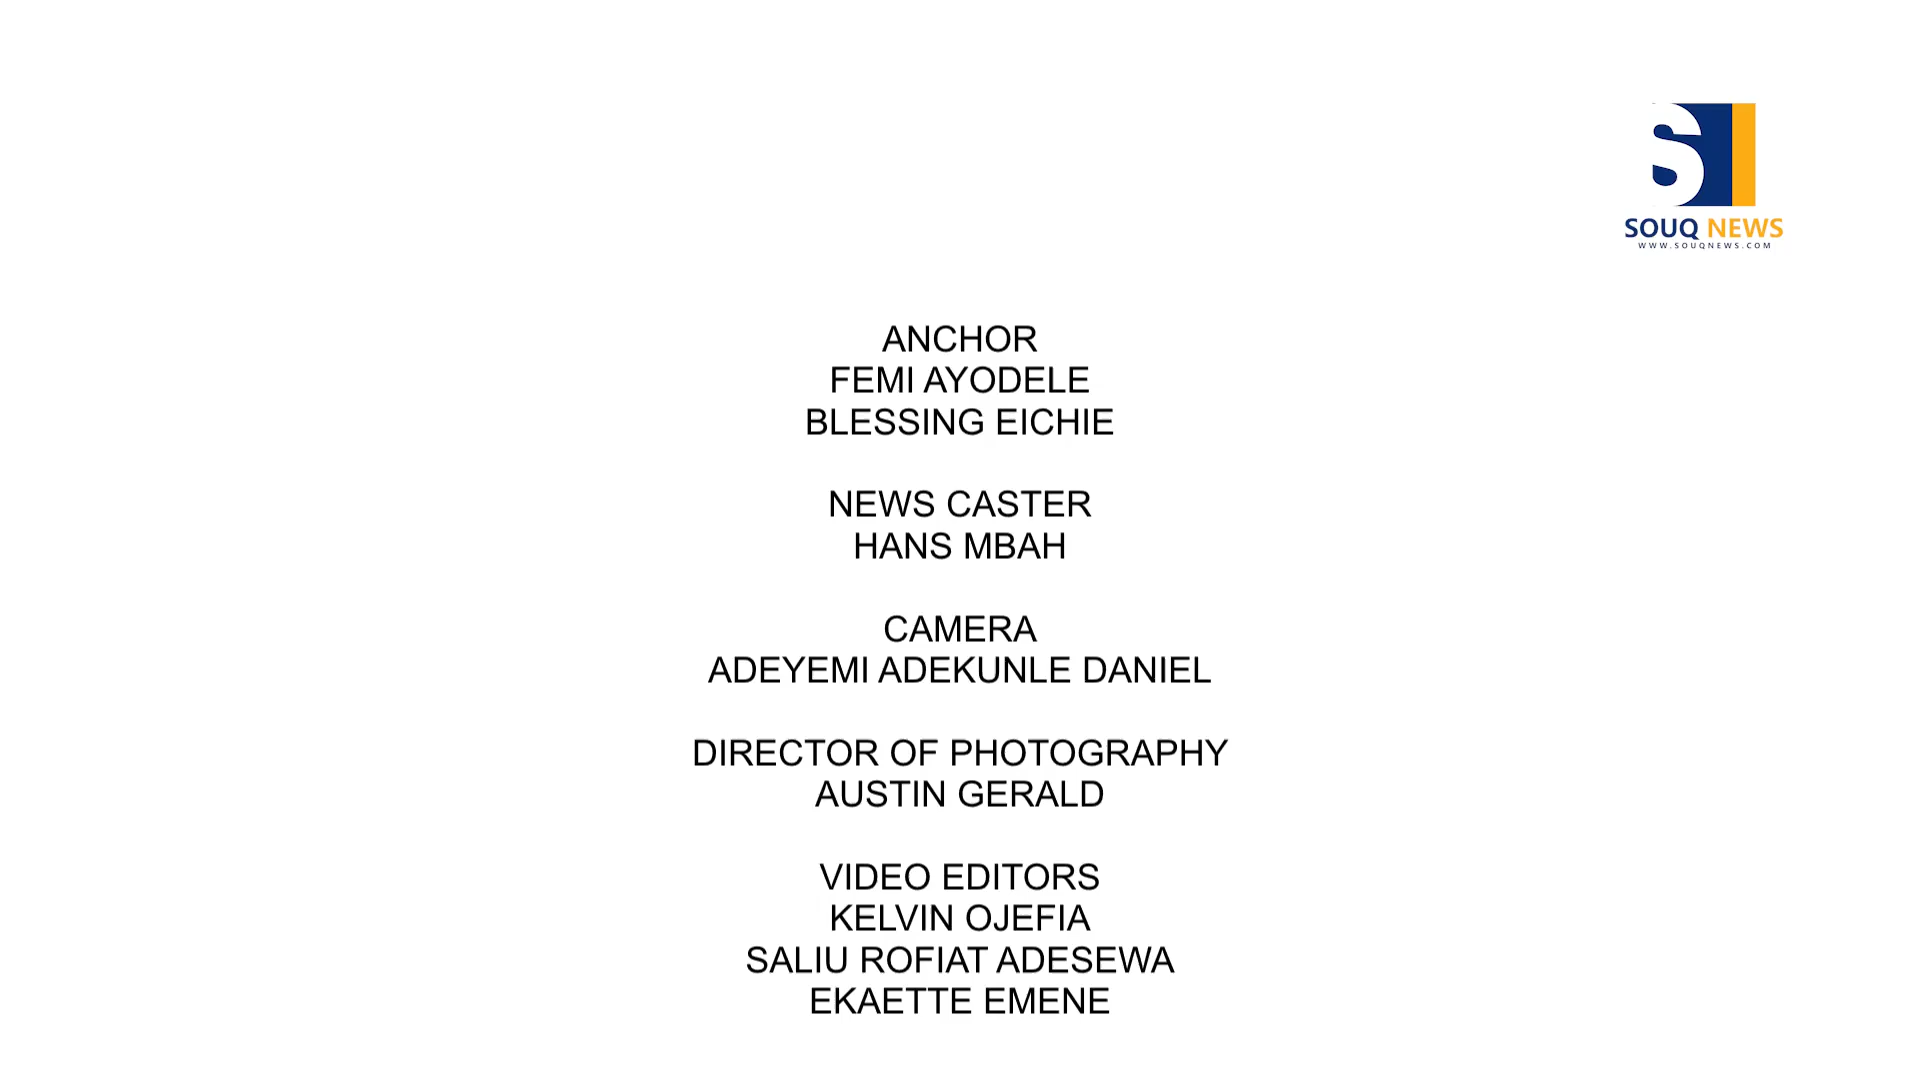 SOUQ NEWS
WWW.SOUQNEWS.COM
ANCHOR
FEMI AYODELE
BLESSING EICHIE
NEWS CASTER
HANS MBAH
CAMERA
ADEYEMI ADEKUNLE DANIEL
DIRECTOR OF PHOTOGRAPHY
AUSTIN GERALD
VIDEO EDITORS
KELVIN OJEFIA
SALIU ROFIAT ADESEWA
EKAETTE EMENE